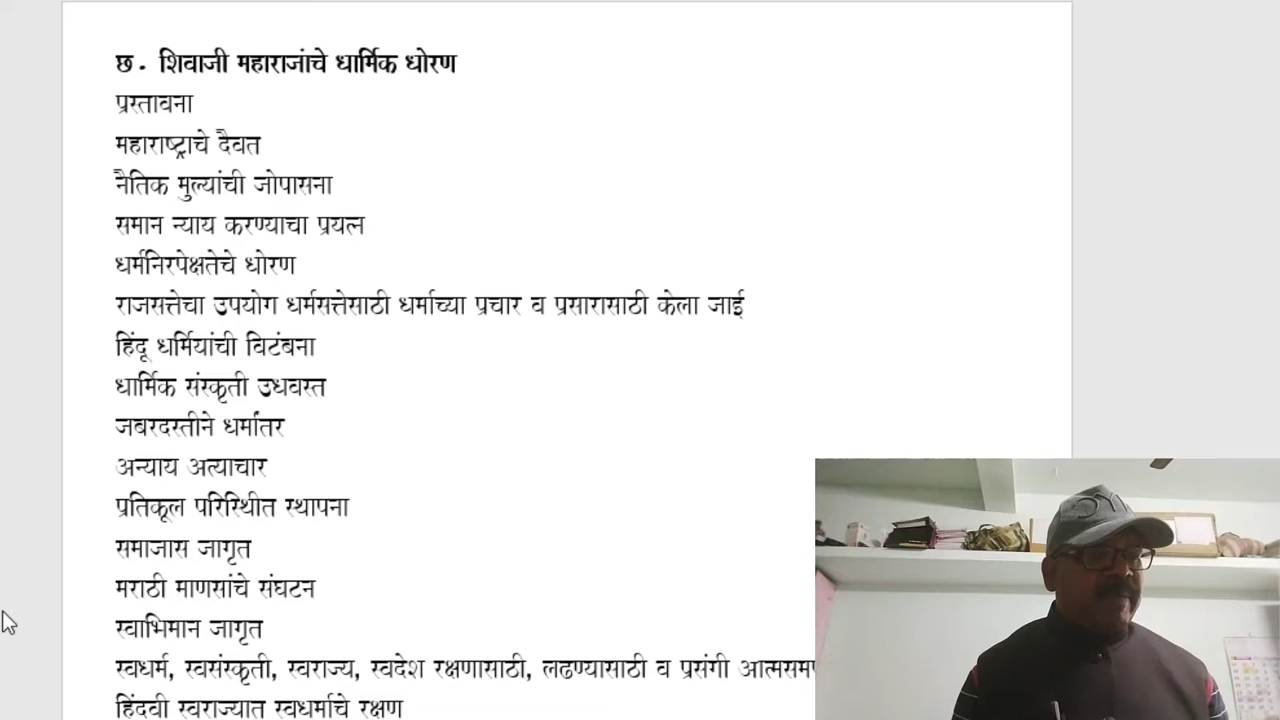 छ. शिवाजी महाराजांचे धार्मिक धोरण
प्रस्तावना
महाराष्ट्राचे दैवत
नैतिक मुल्यांची जोपासना
समान न्याय करण्याचा प्रयत्न
धर्मनिरपेक्षतेचे धोरण
राजसत्तेचा उपयोग धर्मसत्तेसाठी धर्माच्या प्रचार व प्रसारासाठी केला जाई
हिंदू धर्मियांची विटंबना
धार्मिक संस्कृती उधवस्त
जबरदस्तीने धर्मांतर
अन्याय अत्याचार
प्रतिकूल परिस्थिीत स्थापना
समाजास जागृत
मराठी माणसांचे संघटन
स्वाभिमान जागृत
स्वधर्म, स्वसंस्कृती, स्वराज्य, स्वदेश रक्षणासाठी, लढण्यासाठी व प्रसंगी
हिंदवी स्वराज्यात स्वधर्माचे रक्षण